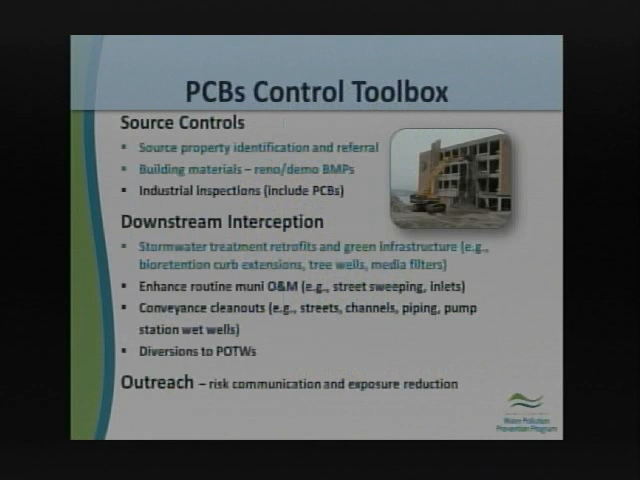 PCBs Control Toolbox
Source Controls
▪ Source property identification and referral
▪ Building materials – reno/demo BMPs
▪ Industrial inspections (include PCBs)
Downstream Interception
▪ Stormwater treatment retrofits and green infrastructure (e.g.,
bioretention curb extensions, tree wells, media filters)
▪ Enhance routine muni O&M (e.g., street sweeping, inlets)
▪ Conveyance cleanouts (e.g., streets, channels, piping, pump
station wet wells)
▪ Diversions to POTWs
Outreach – risk communication and exposure reduction
Water Pollution
Prevention Program